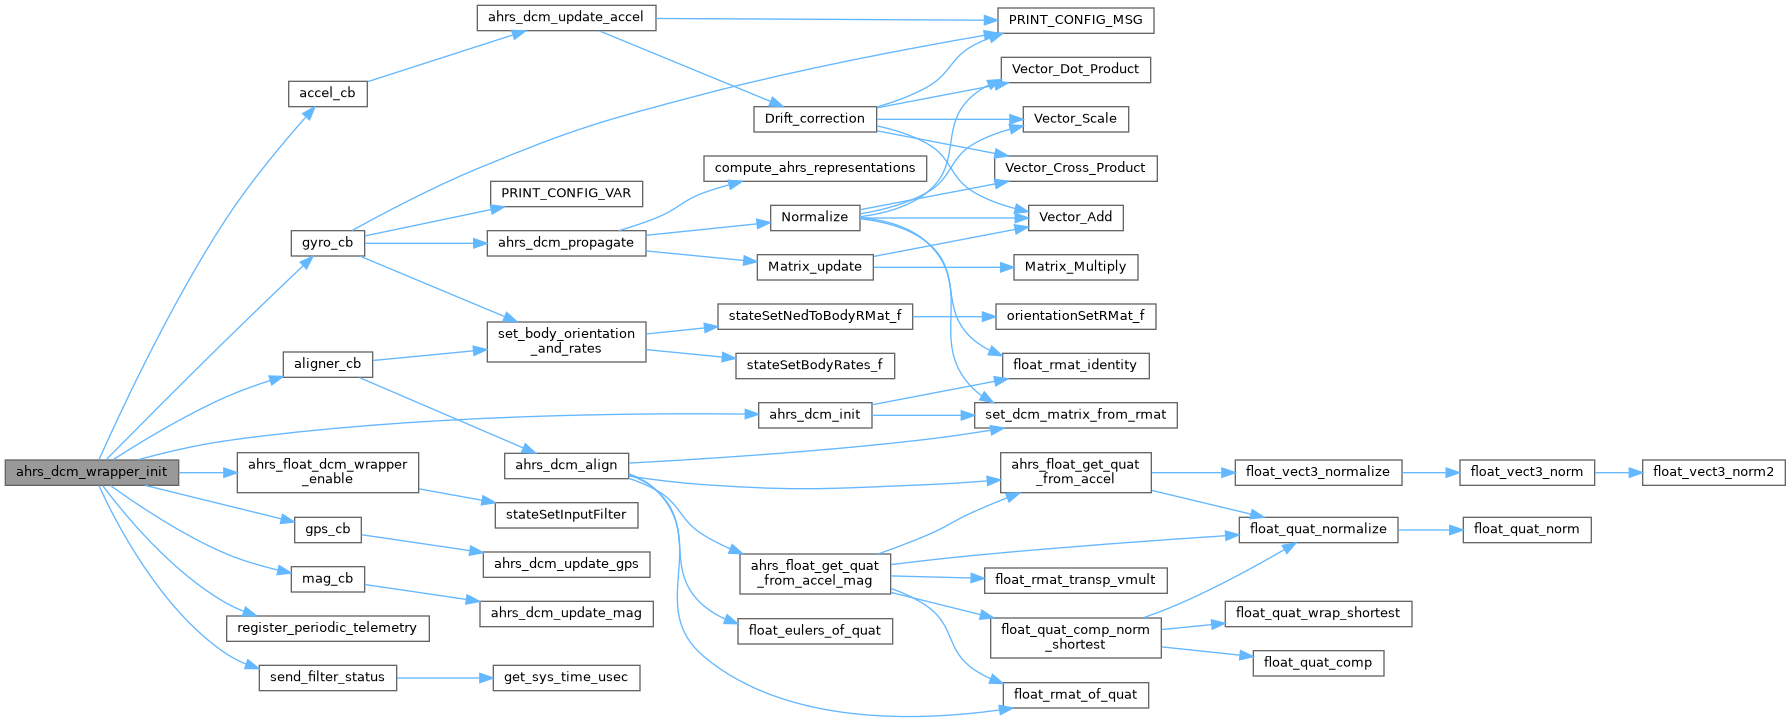 ahrs_dcm_wrapper_init
accel_cb
gyro_cb
aligner_cb
ahrs_float_dcm_wrapper
_enable
gps_cb
mag_cb
register_periodic_telemetry
send_filter_status
ahrs_dcm_update_accel
PRINT_CONFIG_VAR
ahrs_dcm_propagate
set_body_orientation
_and_rates
ahrs_dcm_align
stateSetInputFilter
ahrs_dcm_update_gps
ahrs_dcm_update_mag
get_sys_time_usec
Drift_correction
compute_ahrs_representations
Normalize
Matrix_update
stateSetNedToBodyRMat_f
stateSetBodyRates_f
ahrs_dcm_init
ahrs_float_get_quat
_from_accel_mag
float_eulers_of_quat
PRINT_CONFIG_MSG
Vector_Dot_Product
Vector_Scale
Vector_Cross_Product
Vector_Add
Matrix_Multiply
orientationSetRMat_f
float_rmat_identity
set_dcm_matrix_from_rmat
ahrs_float_get_quat
_from_accel
float_rmat_transp_vmult
float_quat_comp_norm
_shortest
float_rmat_of_quat
float_vect3_normalize
float_quat_normalize
float_quat_wrap_shortest
float_quat_comp
float_vect3_norm
float_quat_norm
float_vect3_norm2